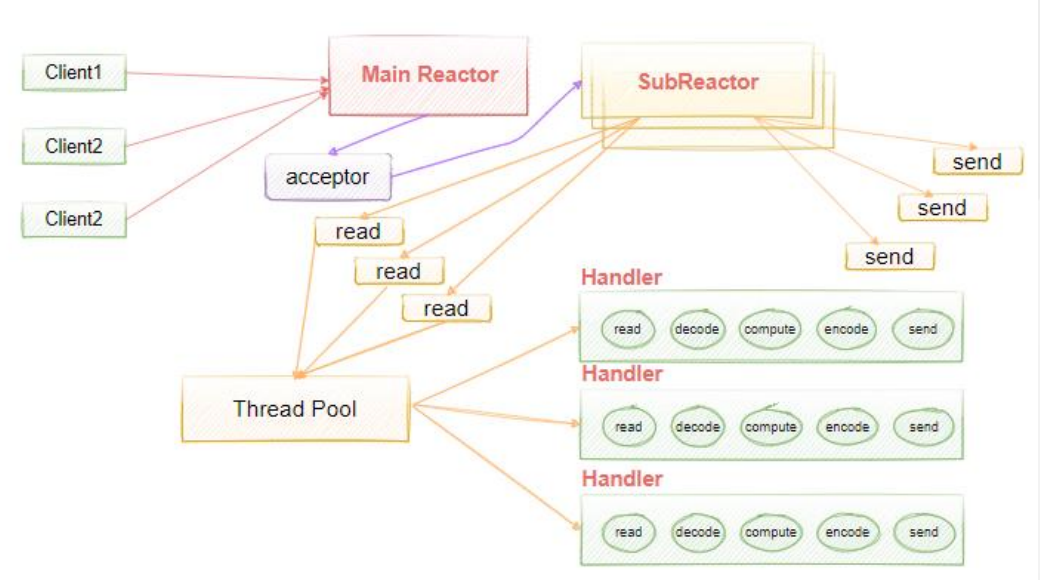 Client1
Main Reactor
SubReactor
Client2
acceptor
send
Client2
read
send
read
send
read
Handler
read decode compute encode send
Handler
Thread Pool
read decode compute encode send
Handler
read decode compute encode send